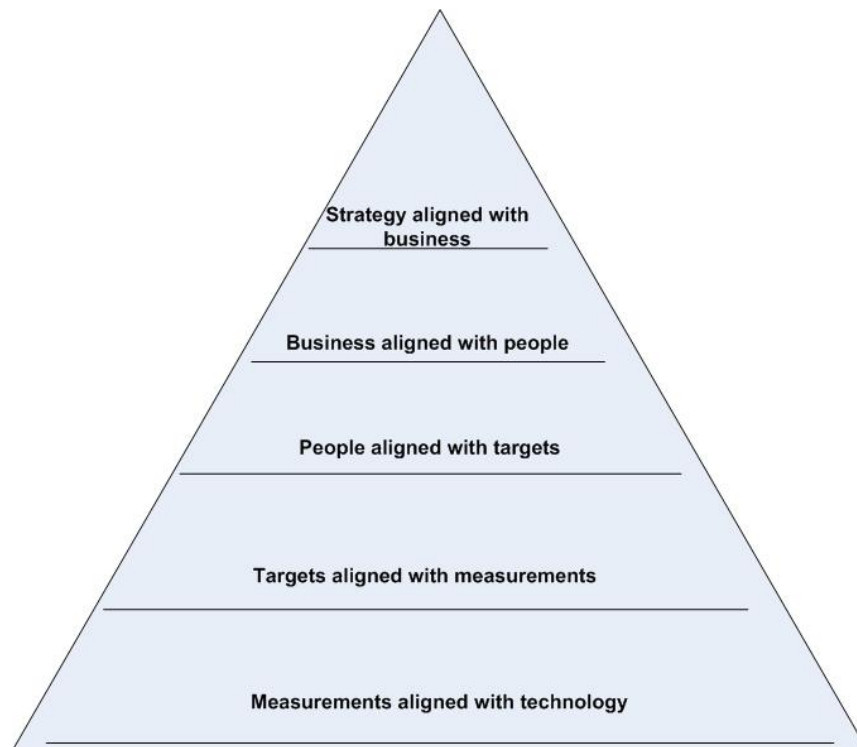 Strategy aligned with
business
Business aligned with people
People aligned with targets
Targets aligned with measurements
Measurements aligned with technology